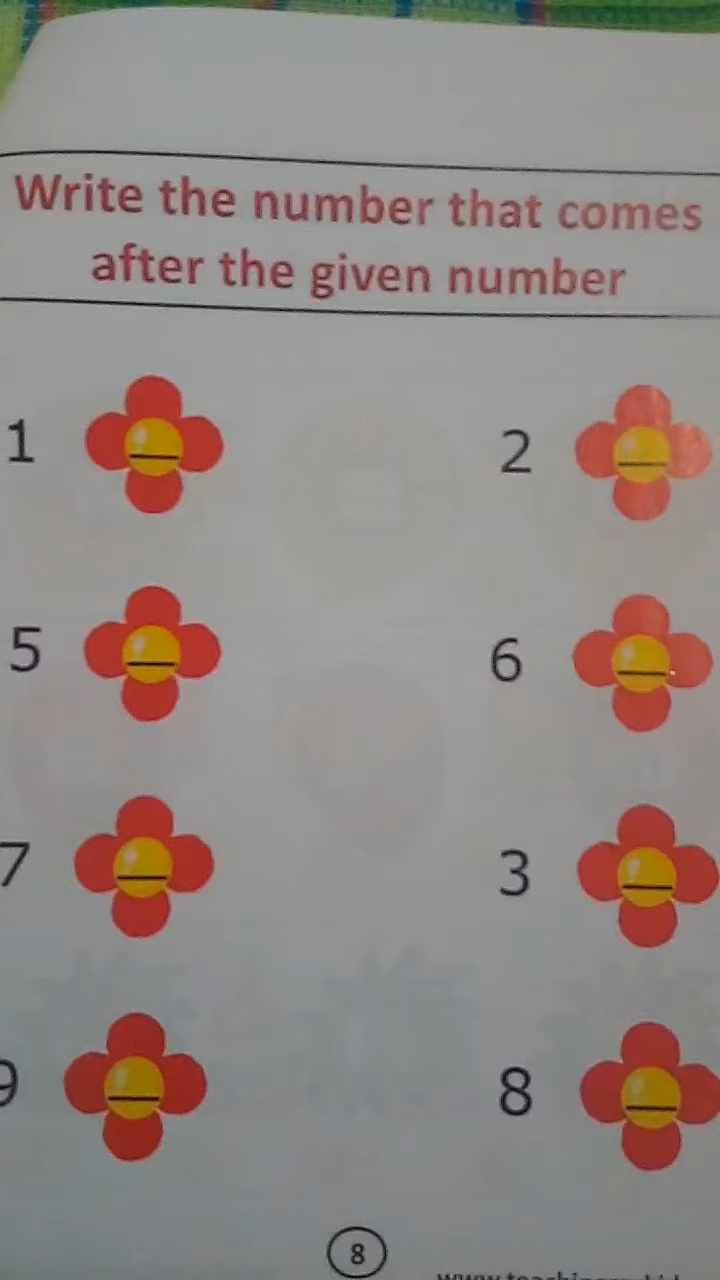 Write the number that comes
after the given number
1 2
5 6
7 3
9 8
8